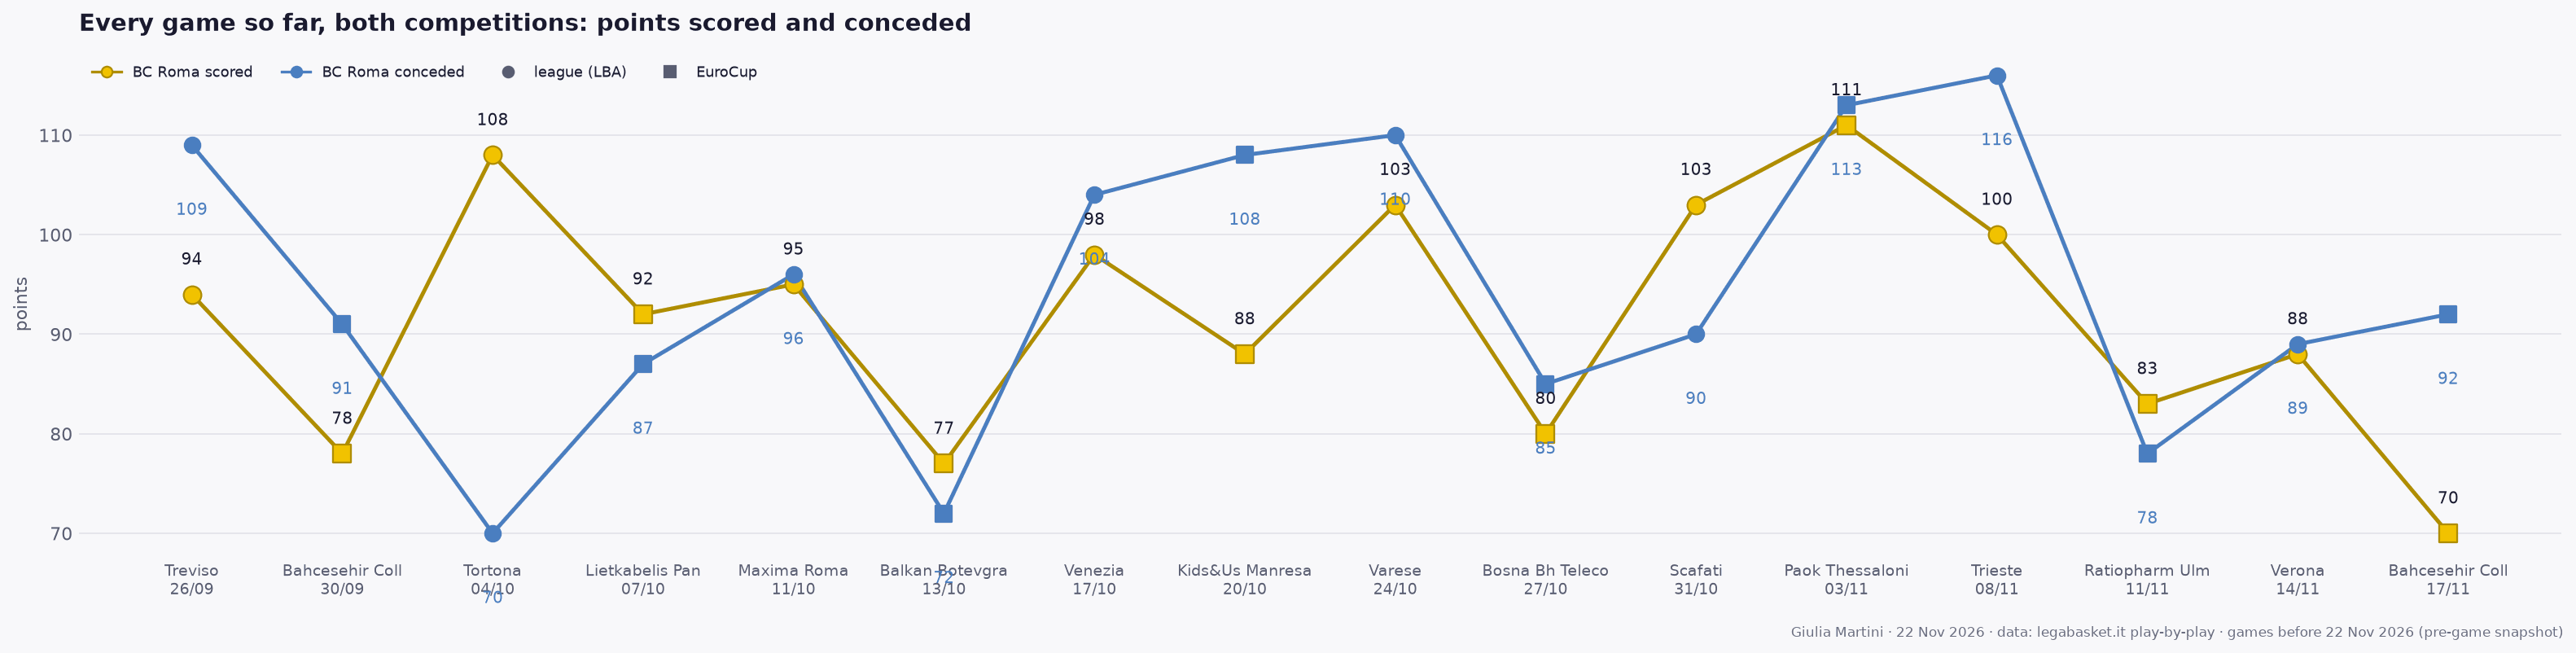 Every game so far, both competitions: points scored and conceded
BC Roma scored
BC Roma conceded
league (LBA)
EuroCup
points
110
100
90
80
70
94
78
108
92
95
77
98
88
103
80
103
111
100
83
88
70
109
91
70
87
96
72
104
108
110
85
90
113
116
78
89
92
Treviso
26/09
Bahcesehir Coll
30/09
Tortona
04/10
Lietkabelis Pan
07/10
Maxima Roma
11/10
Balkan Botevgra
13/10
Venezia
17/10
Kids&Us Manresa
20/10
Varese
24/10
Bosna Bh Teleco
27/10
Scafati
31/10
Paok Thessaloni
03/11
Trieste
08/11
Ratiopharm Ulm
11/11
Verona
14/11
Bahcesehir Coll
17/11
Giulia Martini · 22 Nov 2026 · data: legabasket.it play-by-play · games before 22 Nov 2026 (pre-game snapshot)